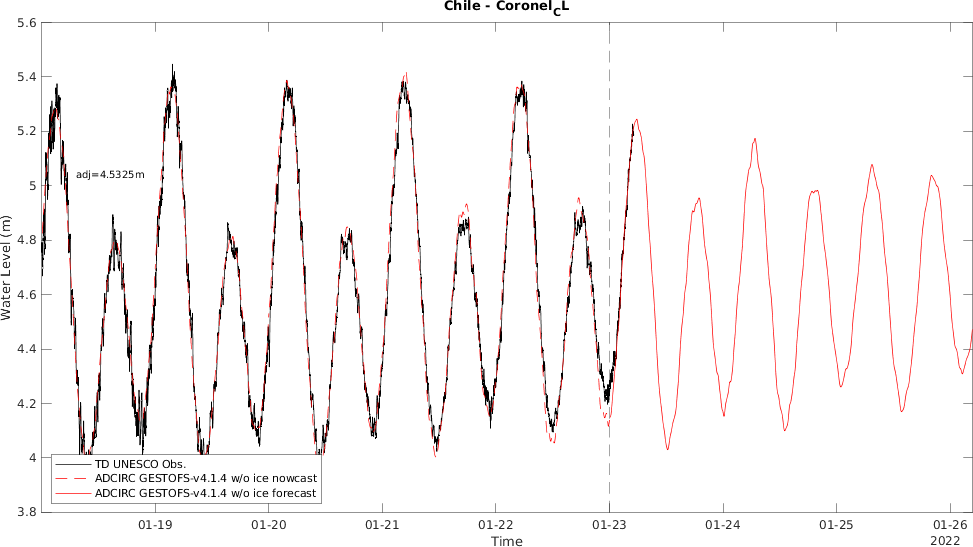 Chile - Coronel_CL
5.6
5.4
5.2
5
4.8
4.6
4.4
4.2
4
3.8
Water Level (m)
adj=4.5325m
TD UNESCO Obs.
ADCIRC GESTOFS-v4.1.4 w/o ice nowcast
ADCIRC GESTOFS-v4.1.4 w/o ice forecast
01-19
01-20
01-21
01-22
01-23
01-24
01-25
01-26
Time
2022